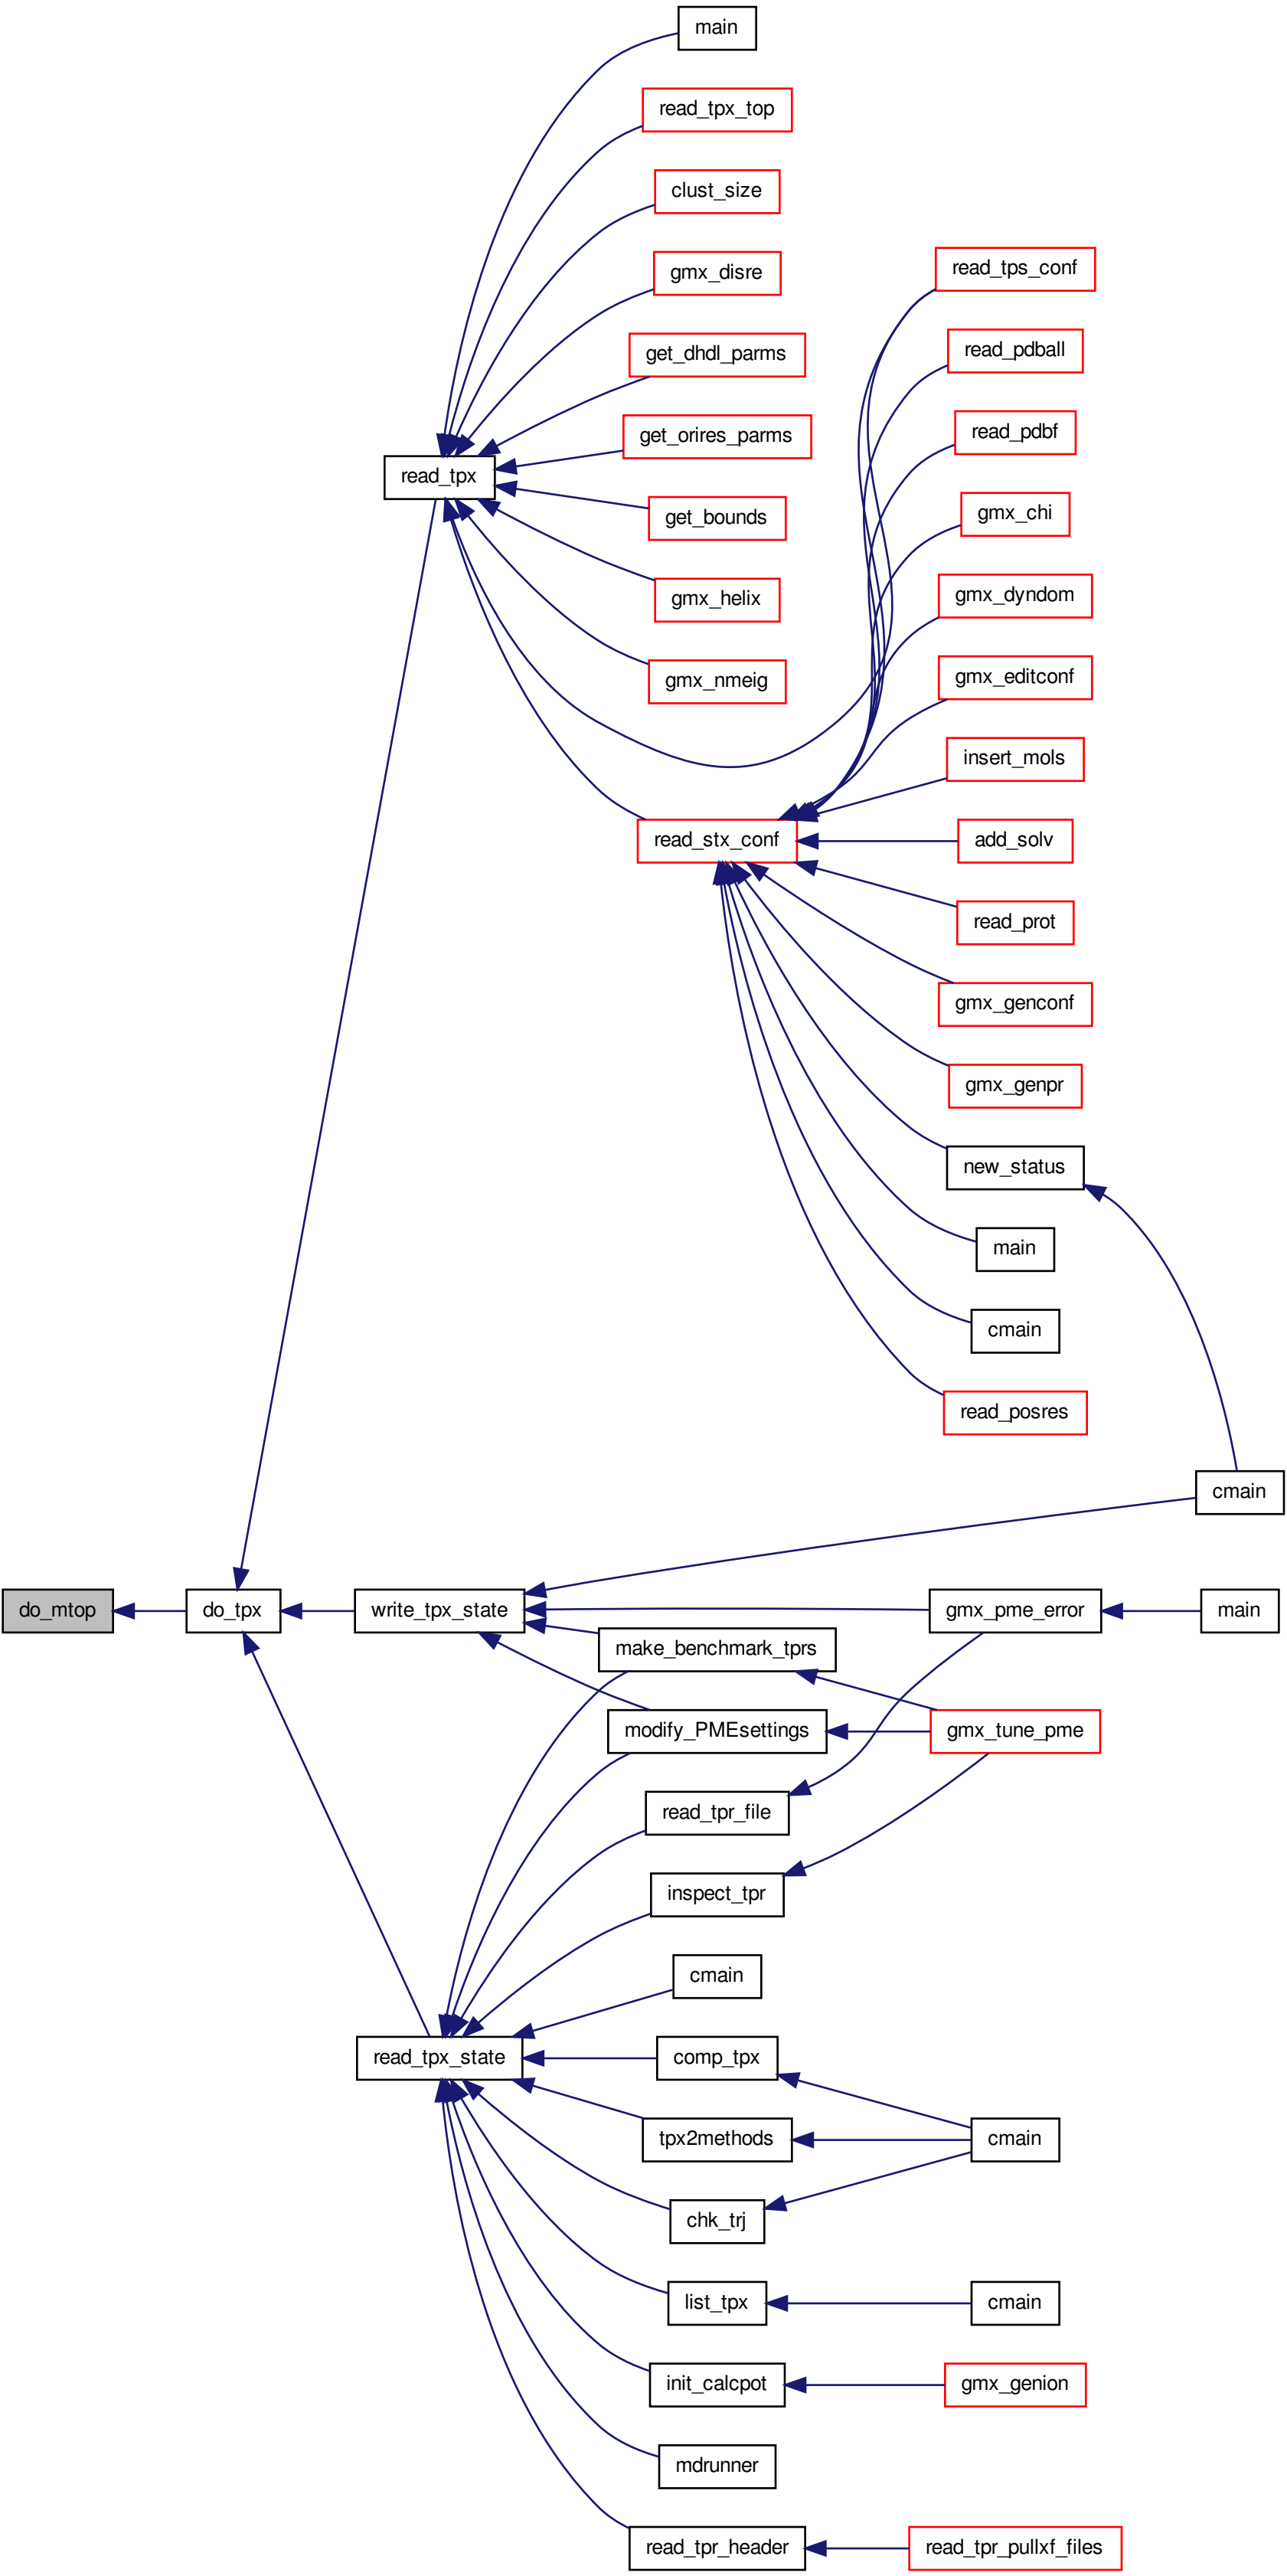 main
read_tpx_top
clust_size
gmx_disre
read_tps_conf
get_dhdl_parms
read_pdball
get_orires_parms
read_pdbf
read_tpx
gmx_chi
get_bounds
gmx_helix
gmx_dyndom
gmx_nmeig
gmx_editconf
insert_mols
read_stx_conf
add_solv
read_prot
gmx_genconf
gmx_genpr
new_status
main
cmain
read_posres
cmain
do_mtop
do_tpx
write_tpx_state
gmx_pme_error
main
make_benchmark_tprs
modify_PMEsettings
gmx_tune_pme
read_tpr_file
inspect_tpr
cmain
read_tpx_state
comp_tpx
tpx2methods
cmain
chk_trj
list_tpx
cmain
init_calcpot
gmx_genion
mdrunner
read_tpr_header
read_tpr_pullxf_files